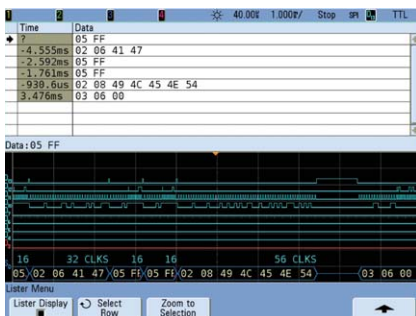 1 2 3 4 40.00% 1.000%/ Stop SPI TTL
Time Data
? 05 FF
-4.555ms 02 06 41 47
-2.592ms 05 FF
-1.761ms 05 FF
-930.6us 02 08 49 4C 45 4E 54
3.476ms 03 06 00
Data: 05 FF
16 32 CLKS 16 16 56 CLKS
05 02 06 41 47 05 FF 05 FF 02 08 49 4C 45 4E 54 03 06 00
Lister Menu
Lister Display Select Row Zoom to Selection